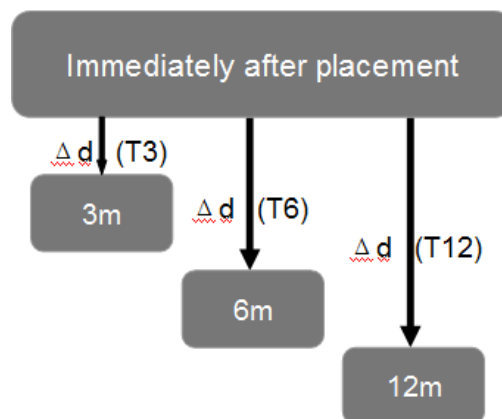 Immediately after placement
Δd (T3)
3m
Δd (T6)
6m
Δd (T12)
12m